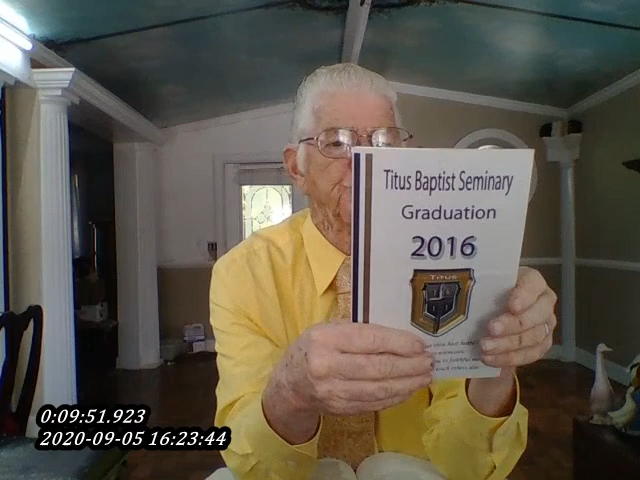 Titus Baptist Seminary
Graduation
2016
TITUS
0:09:51.923
2020-09-05 16:23:44